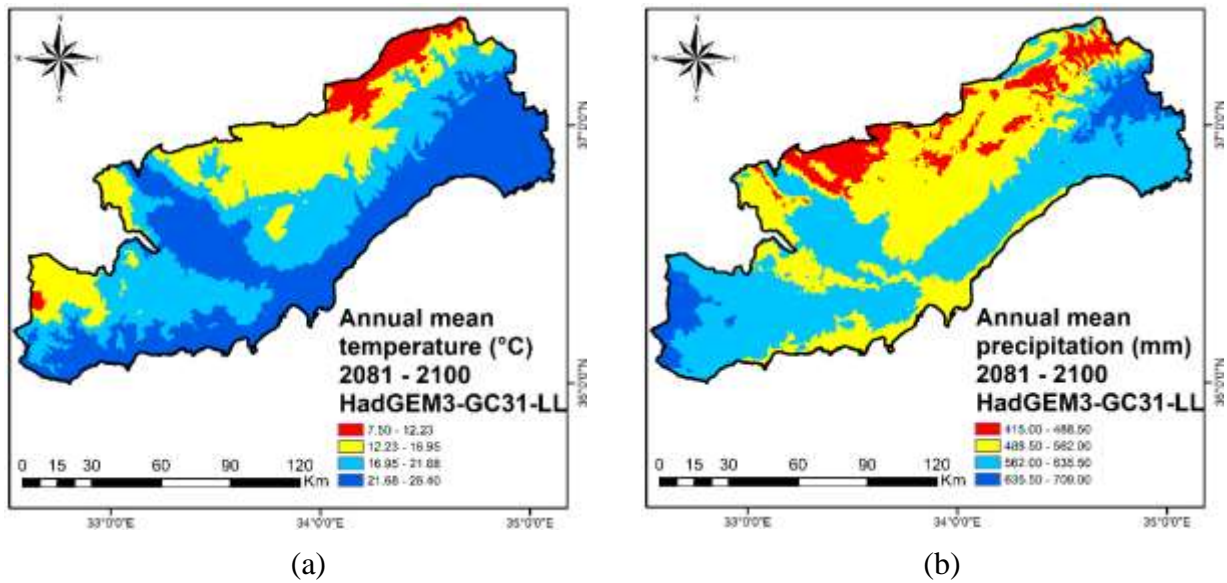 Annual mean
temperature (°C)
2081 - 2100
HadGEM3-GC31-LL
7.50 - 12.23
12.23 - 16.95
16.95 - 21.68
21.68 - 26.40
0 15 30 60 90 120
Km
33°0'0"E 34°0'0"E 35°0'0"E
37°0'0"N
36°0'0"N
(a)
Annual mean
precipitation (mm)
2081 - 2100
HadGEM3-GC31-LL
415.00 - 488.50
488.50 - 562.00
562.00 - 635.50
635.50 - 709.00
0 15 30 60 90 120
Km
33°0'0"E 34°0'0"E 35°0'0"E
37°0'0"N
36°0'0"N
(b)